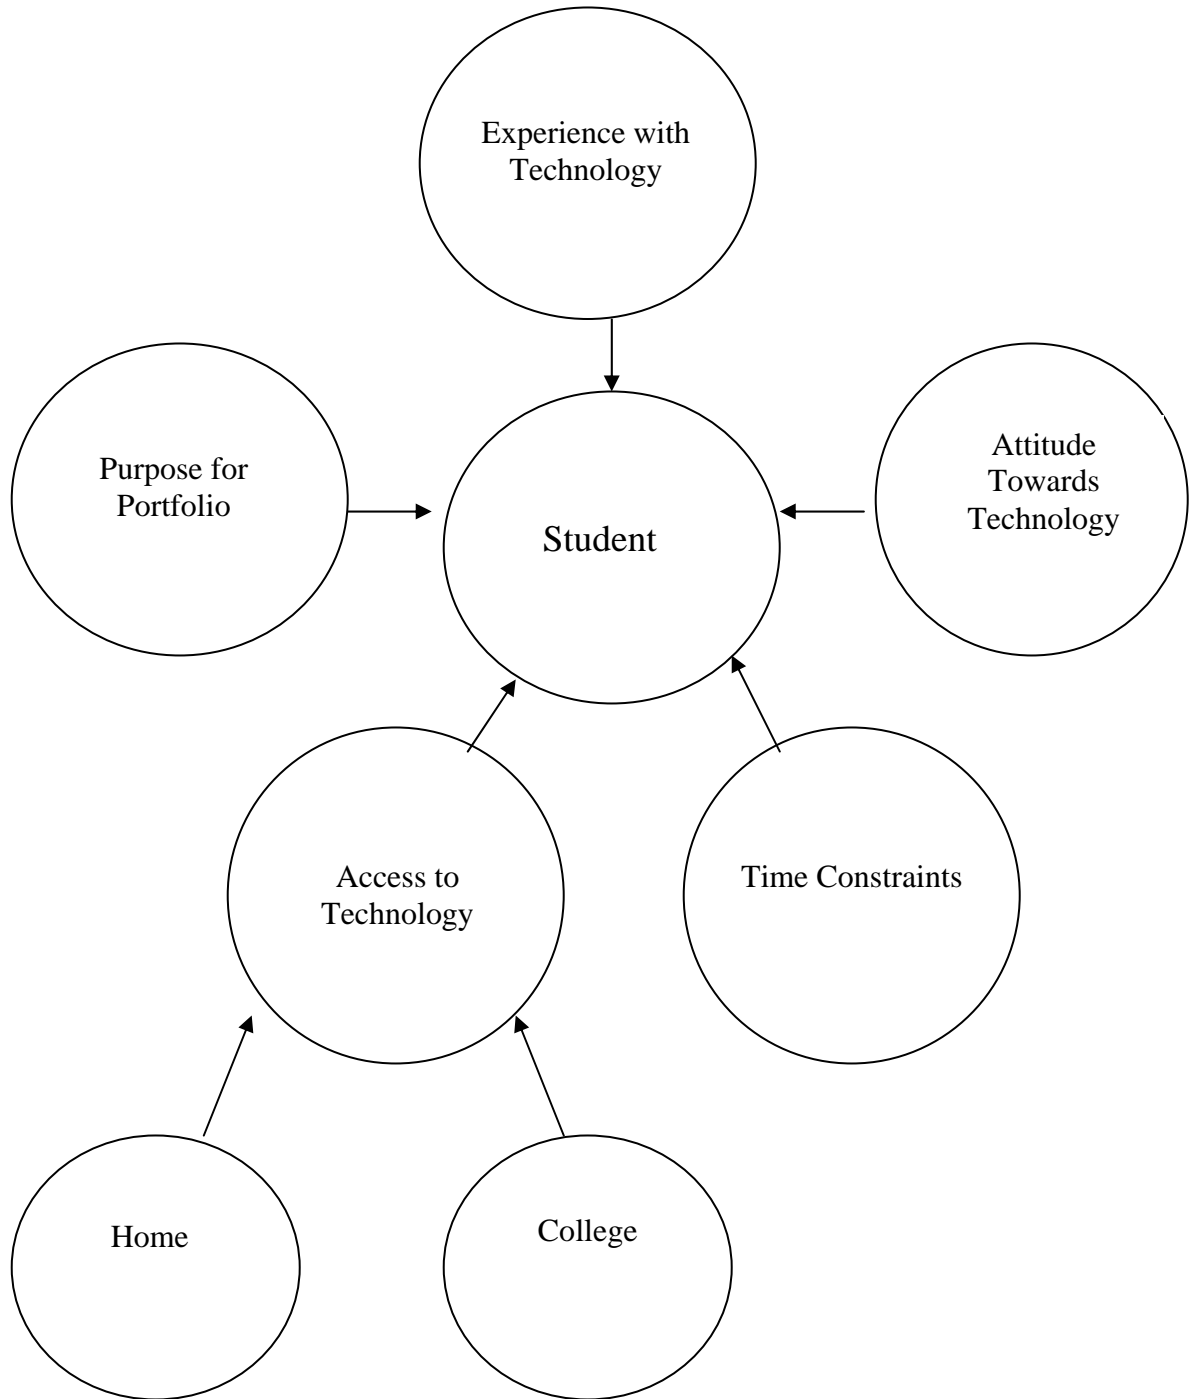 Experience with
Technology
Purpose for
Portfolio
Student
Attitude
Towards
Technology
Access to
Technology
Time Constraints
Home
College